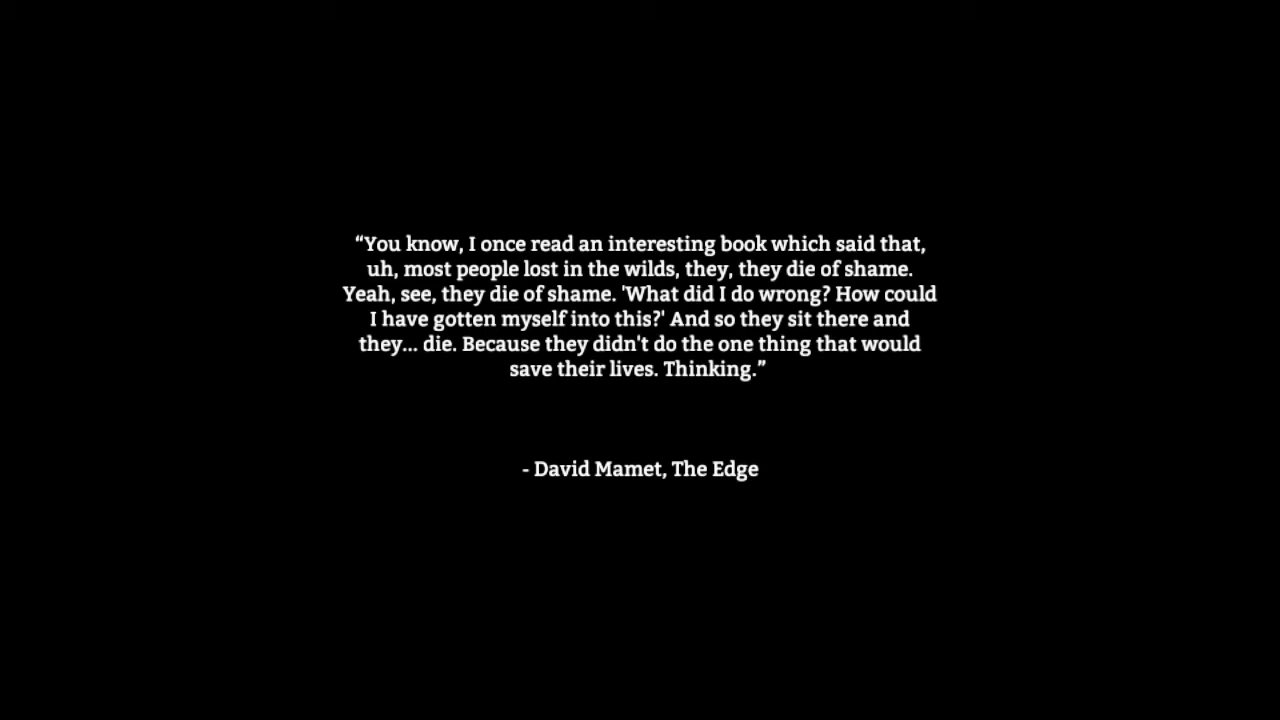 “You know, I once read an interesting book which said that,
uh, most people lost in the wilds, they, they die of shame.
Yeah, see, they die of shame. 'What did I do wrong? How could
I have gotten myself into this?' And so they sit there and
they... die. Because they didn't do the one thing that would
save their lives. Thinking.”
- David Mamet, The Edge